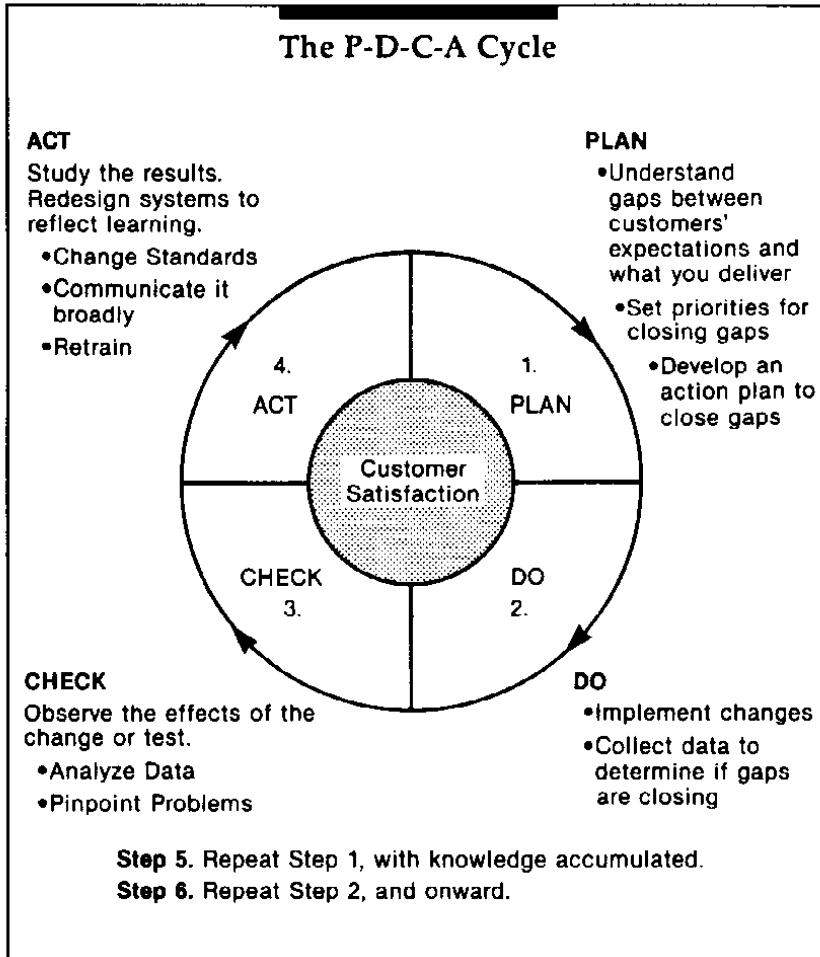 The P-D-C-A Cycle
ACT
Study the results.
Redesign systems to
reflect learning.
•Change Standards
•Communicate it
broadly
•Retrain
PLAN
•Understand
gaps between
customers'
expectations and
what you deliver
•Set priorities for
closing gaps
•Develop an
action plan to
close gaps
4.
ACT
1.
PLAN
Customer
Satisfaction
CHECK
3.
DO
2.
CHECK
Observe the effects of the
change or test.
•Analyze Data
•Pinpoint Problems
DO
•Implement changes
•Collect data to
determine if gaps
are closing
Step 5. Repeat Step 1, with knowledge accumulated.
Step 6. Repeat Step 2, and onward.